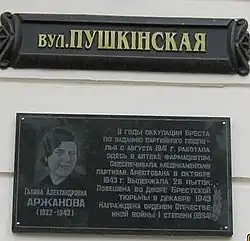 ВУЛ.ПУШКІНСКАЯ
В ГОДЫ ОККУПАЦИИ БРЕСТА
ПО ЗАДАНИЮ ПАРТИЙНОГО ПОДПО-
ЛЬЯ С АВГУСТА 1941 Г. РАБОТАЛА
ЗДЕСЬ В АПТЕКЕ ФАРМАЦЕВТОМ.
ОБЕСПЕЧИВАЛА МЕДИКАМЕНТАМИ
ПАРТИЗАН. АРЕСТОВАНА В ОКТЯБРЕ
1943 Г. ВЫДЕРЖАЛА 28 ПЫТОК.
ПОВЕШЕНА ВО ДВОРЕ БРЕСТСКОЙ
ТЮРЬМЫ В ДЕКАБРЕ 1943
НАГРАЖДЕНА ОРДЕНОМ ОТЕЧЕСТВЕН-
НОЙ ВОЙНЫ I СТЕПЕНИ (1964)
ГАЛИНА АЛЕКСАНДРОВНА
АРЖАНОВА
(1922-1943)